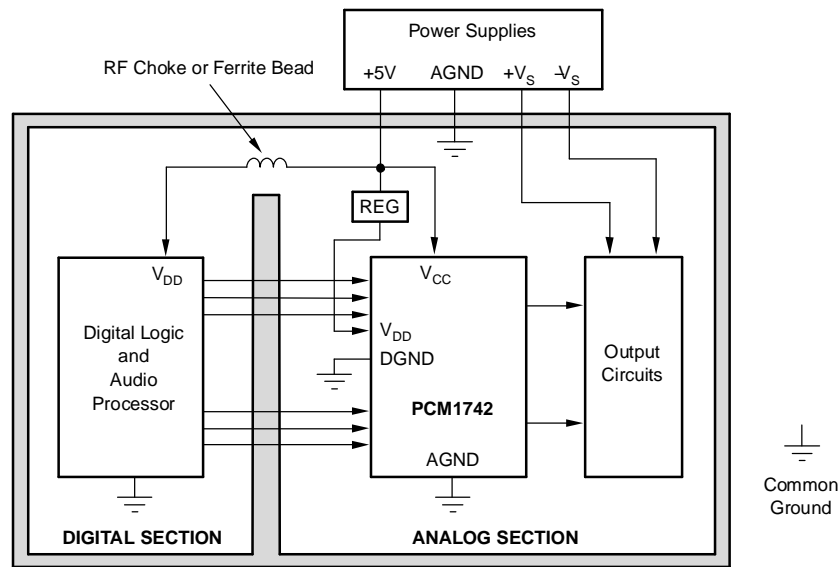 Power Supplies
RF Choke or Ferrite Bead
+5V AGND +VS –VS
REG
VDD
VCC
VDD
Digital Logic
and
Audio
Processor
DGND
Output
Circuits
PCM1742
AGND
Common
Ground
DIGITAL SECTION
ANALOG SECTION